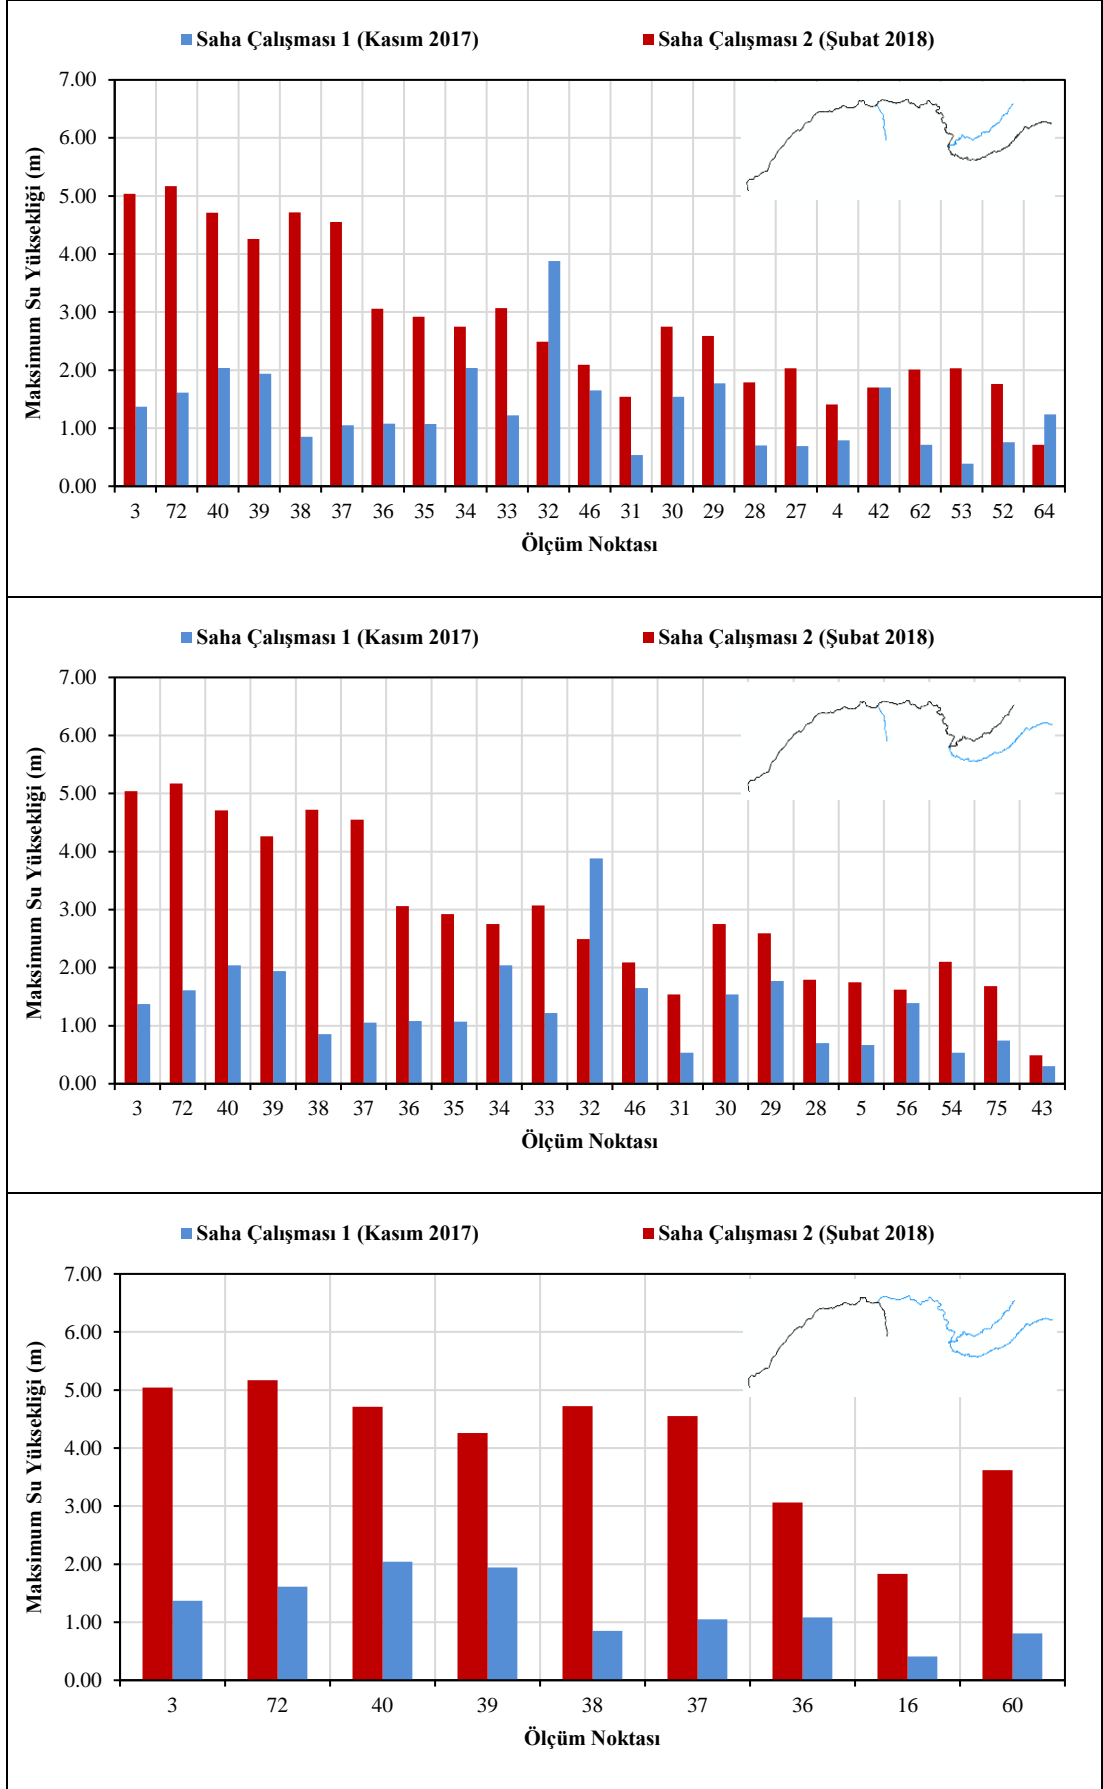 Saha Çalışması 1 (Kasım 2017) Saha Çalışması 2 (Şubat 2018)
Maksimum Su Yüksekliği (m)
7.00
6.00
5.00
4.00
3.00
2.00
1.00
0.00
3 72 40 39 38 37 36 35 34 33 32 46 31 30 29 28 27 4 42 62 53 52 64
Ölçüm Noktası
Saha Çalışması 1 (Kasım 2017) Saha Çalışması 2 (Şubat 2018)
Maksimum Su Yüksekliği (m)
7.00
6.00
5.00
4.00
3.00
2.00
1.00
0.00
3 72 40 39 38 37 36 35 34 33 32 46 31 30 29 28 5 56 54 75 43
Ölçüm Noktası
Saha Çalışması 1 (Kasım 2017) Saha Çalışması 2 (Şubat 2018)
Maksimum Su Yüksekliği (m)
7.00
6.00
5.00
4.00
3.00
2.00
1.00
0.00
3 72 40 39 38 37 36 16 60
Ölçüm Noktası